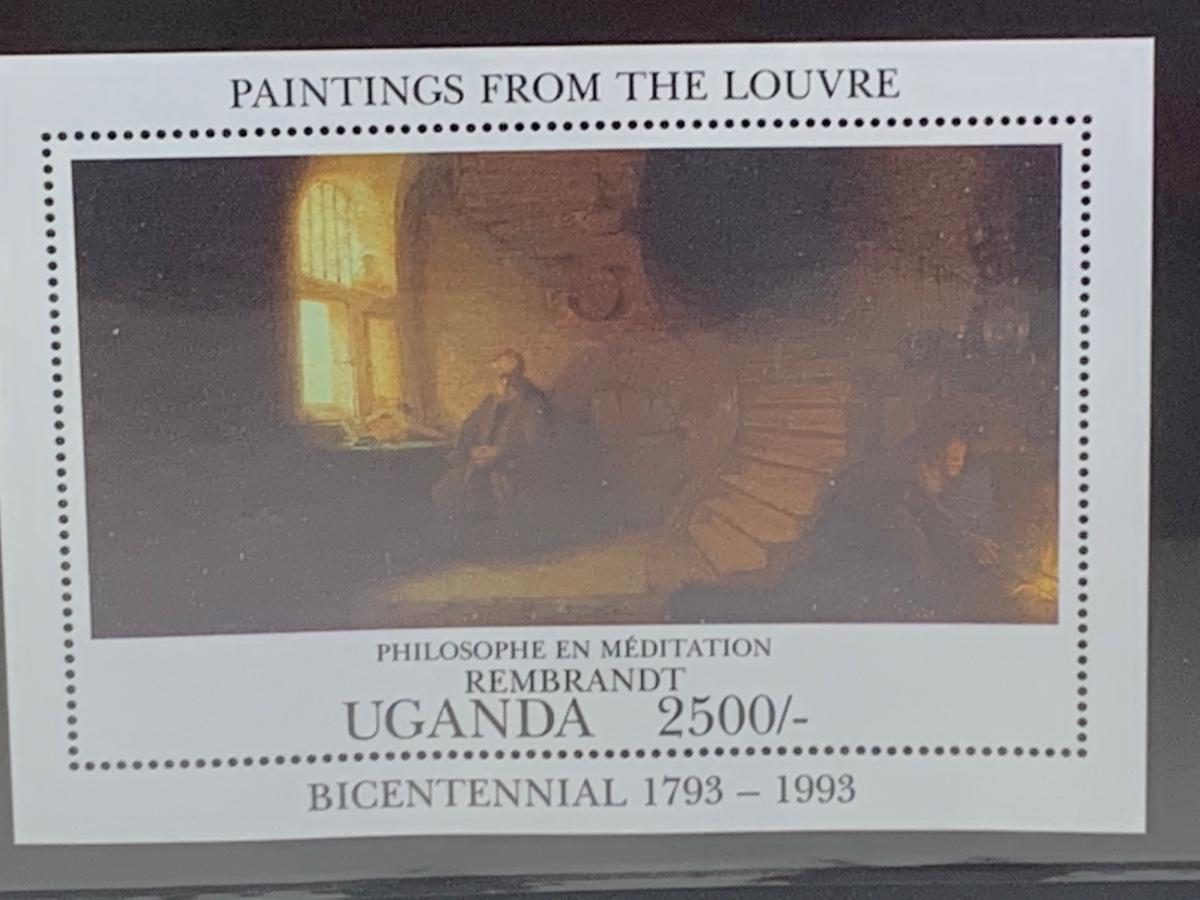 PAINTINGS FROM THE LOUVRE
PHILOSOPHE EN MÉDITATION
REMBRANDT
UGANDA 2500/-
BICENTENNIAL 1793 – 1993